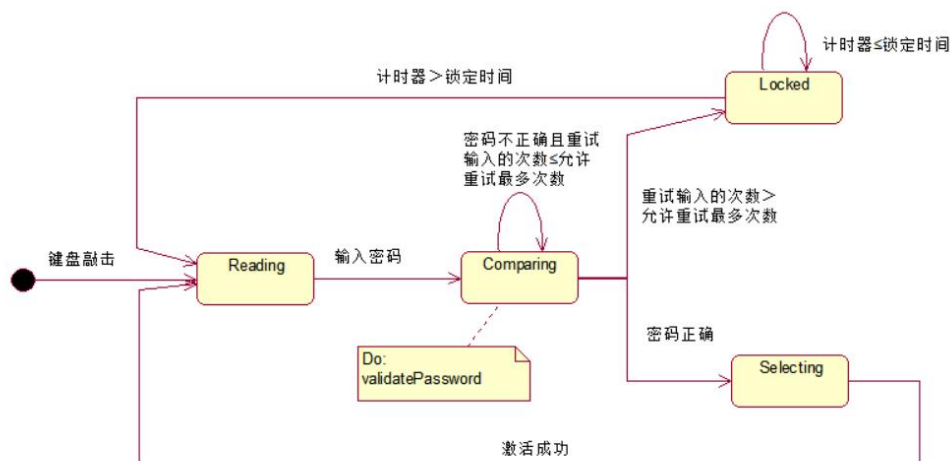 计时器≤锁定时间
计时器＞锁定时间
Locked
密码不正确且重试
输入的次数≤允许
重试最多次数
重试输入的次数＞
允许重试最多次数
键盘敲击
Reading
输入密码
Comparing
密码正确
Do:
validatePassword
Selecting
激活成功